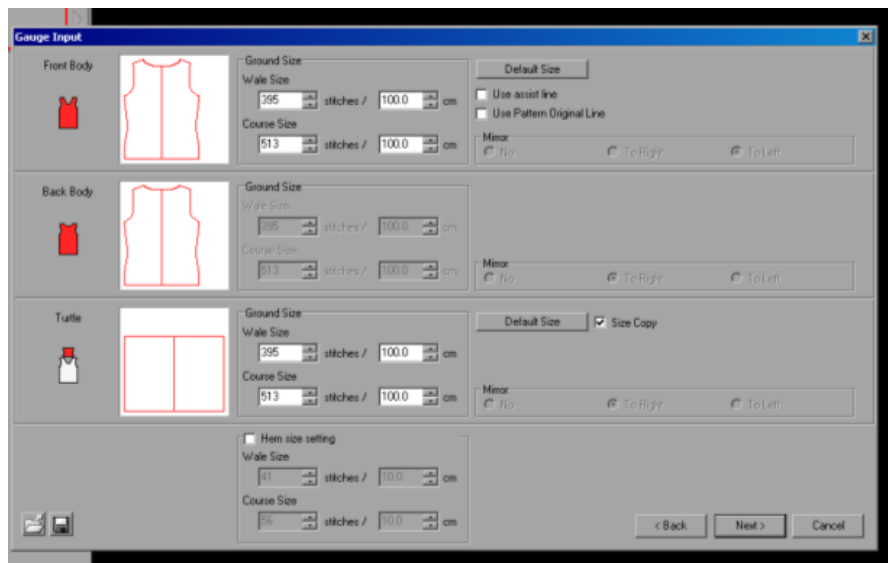 Gauge Input
Front Body
Ground Size
Wale Size
395 stitches / 100.0 cm
Course Size
513 stitches / 100.0 cm
Default Size
Use assist line
Use Pattern Original Line
Mirror
No To Right To Left
Back Body
Ground Size
Wale Size
395 stitches / 100.0 cm
Course Size
513 stitches / 100.0 cm
Mirror
No To Right To Left
Turtle
Ground Size
Wale Size
395 stitches / 100.0 cm
Course Size
513 stitches / 100.0 cm
Default Size Size Copy
Mirror
No To Right To Left
Hem size setting
Wale Size
41 stitches / 10.0 cm
Course Size
56 stitches / 10.0 cm
< Back Next > Cancel